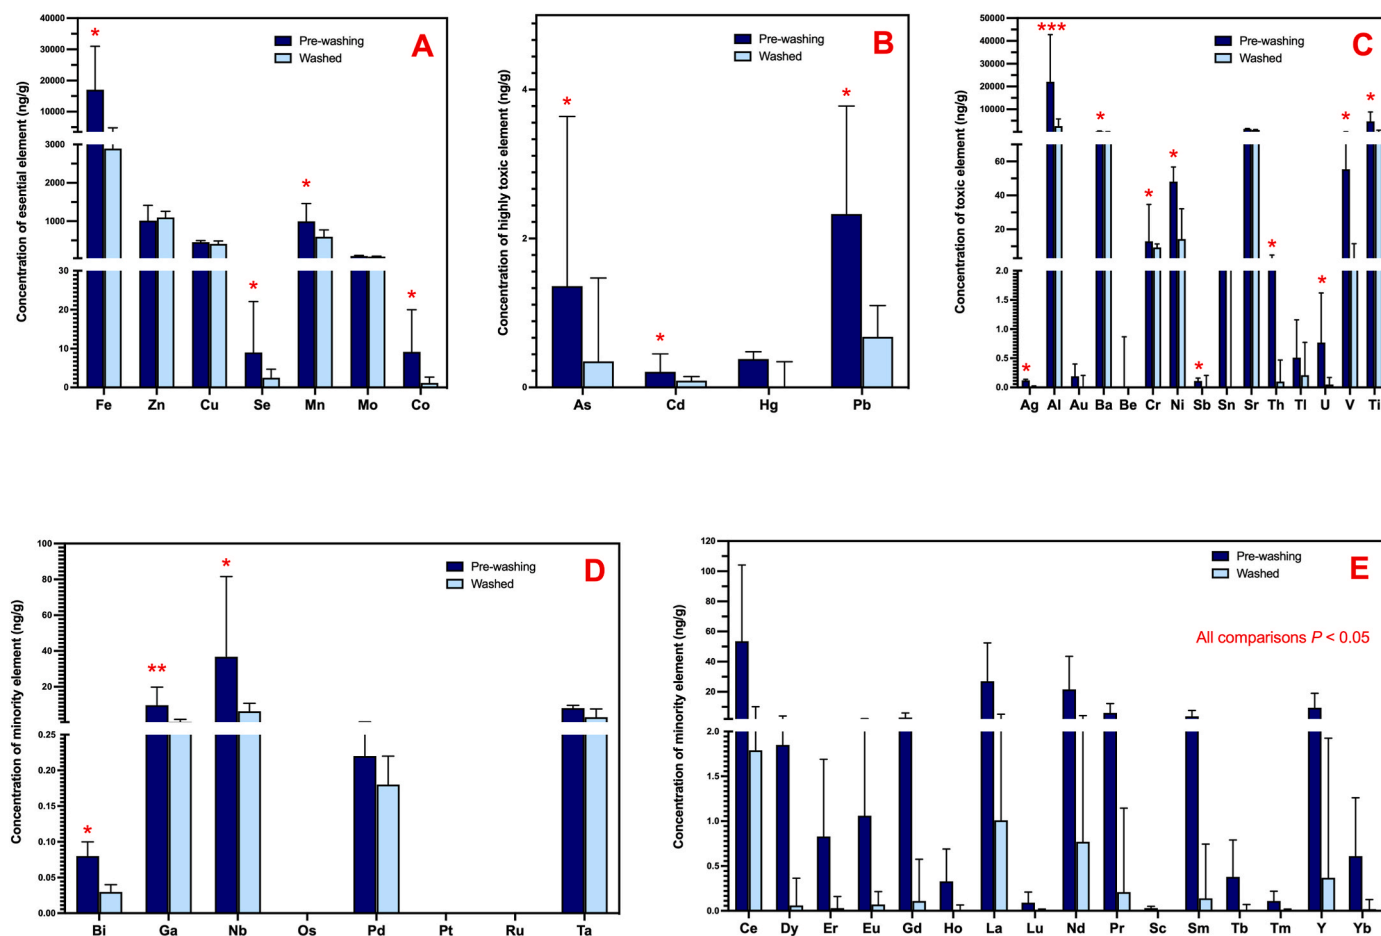 Concentration of esential element (ng/g)
40000
35000
30000
25000
20000
15000
10000
3000
2000
1000
30
20
10
0
*
*
*
*
Pre-washing
Washed
A
Fe Zn Cu Se Mn Mo Co
Concentration of highly toxic element (ng/g)
4
2
0
*
*
*
Pre-washing
Washed
B
As Cd Hg Pb
Concentration of toxic element (ng/g)
50000
40000
30000
20000
10000
60
40
20
2.0
1.0
0.5
0.0
*
***
*
*
*
*
*
*
*
*
Pre-washing
Washed
C
Ag Al Au Ba Be Cr Ni Sb Sn Sr Th Tl U V Ti
Concentration of minority element (ng/g)
100
80
60
40
20
0.25
0.20
0.15
0.10
0.05
0.00
*
**
*
Pre-washing
Washed
D
Bi Ga Nb Os Pd Pt Ru Ta
Concentration of minority element (ng/g)
120
100
80
60
40
20
2.0
1.5
1.0
0.5
0.0
Pre-washing
Washed
E
All comparisons P < 0.05
Ce Dy Er Eu Gd Ho La Lu Nd Pr Sc Sm Tb Tm Y Yb